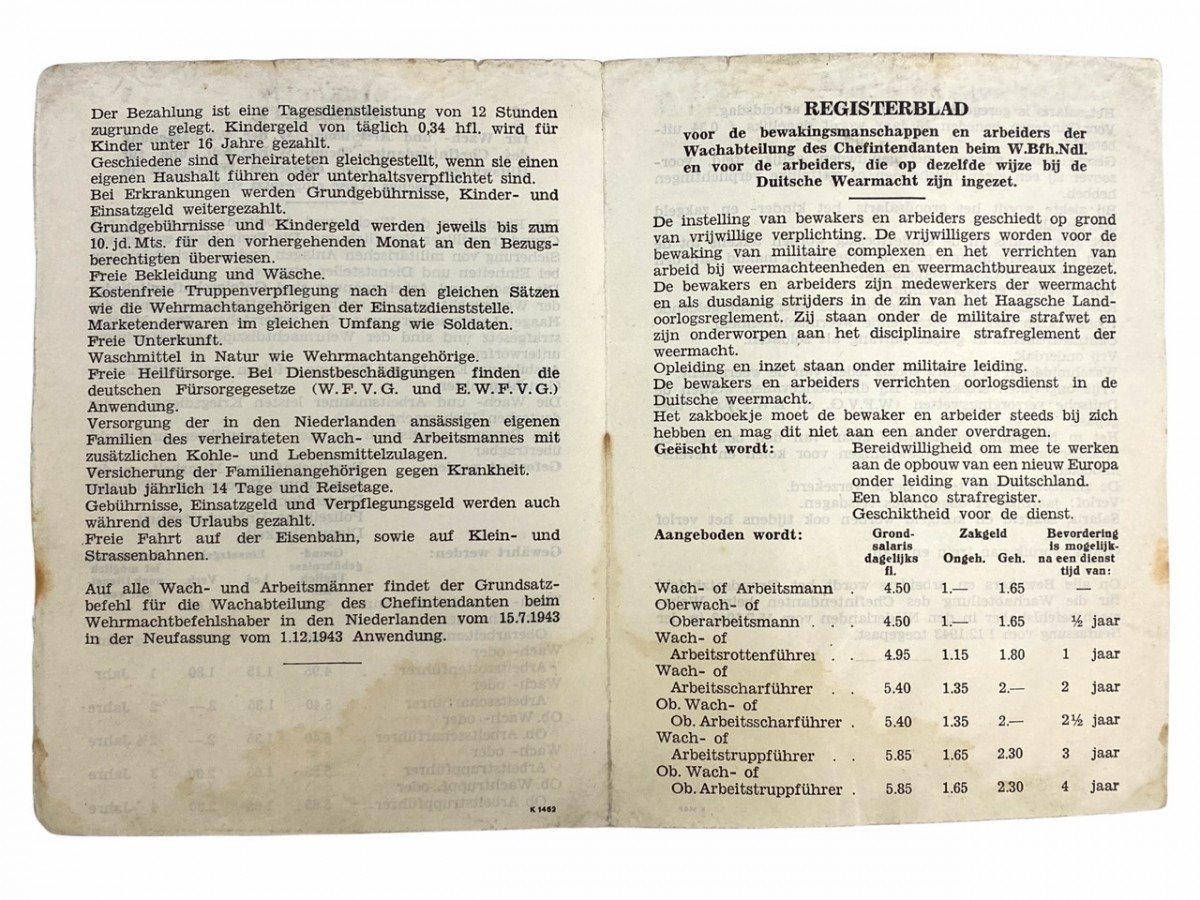 Der Bezahlung ist eine Tagesdienstleistung von 12 Stunden
zugrunde gelegt. Kindergeld von täglich 0,34 hfl. wird für
Kinder unter 16 Jahre gezahlt.
Geschiedene sind Verheirateten gleichgestellt, wenn sie einen
eigenen Haushalt führen oder unterhaltsverpflichtet sind.
Bei Erkrankungen werden Grundgebührnisse, Kinder- und
Einsatzgeld weitergezahlt.
Grundgebührnisse und Kindergeld werden jeweils bis zum
10. jd. Mts. für den vorhergehenden Monat an den Bezugs-
berechtigten überwiesen.
Freie Bekleidung und Wäsche.
Kostenfreie Truppenverpflegung nach den gleichen Sätzen
wie die Wehrmachtangehörigen der Einsatzdienststelle.
Marketenderwaren im gleichen Umfang wie Soldaten.
Freie Unterkunft.
Waschmittel in Natur wie Wehrmachtangehörige.
Freie Heilfürsorge. Bei Dienstbeschädigungen finden die
deutschen Fürsorgegesetze (W. F. V. G. und E. W. F. V. G.)
Anwendung.
Versorgung der in den Niederlanden ansässigen eigenen
Familien des verheirateten Wach- und Arbeitsmannes mit
zusätzlichen Kohle- und Lebensmittelzulagen.
Versicherung der Familienangehörigen gegen Krankheit.
Urlaub jährlich 14 Tage und Reisetage.
Gebührnisse, Einsatzgeld und Verpflegungsgeld werden auch
während des Urlaubs gezahlt.
Freie Fahrt auf der Eisenbahn, sowie auf Klein- und
Strassenbahnen.
Auf alle Wach- und Arbeitsmänner findet der Grundsatz-
befehl für die Wachabteilung des Chefintendanten beim
Wehrmachtbefehlshaber in den Niederlanden vom 15.7.1943
in der Neufassung vom 1.12.1943 Anwendung.
K 1452
REGISTERBLAD
voor de bewakingsmanschappen en arbeiders der
Wachabteilung des Chefintendanten beim W.Bfh.Ndl.
en voor de arbeiders, die op dezelfde wijze bij de
Duitsche Wearmacht zijn ingezet.
De instelling van bewakers en arbeiders geschiedt op grond
van vrijwillige verplichting. De vrijwilligers worden voor de
bewaking van militaire complexen en het verrichten van
arbeid bij weermachteenheden en weermachtbureaux ingezet.
De bewakers en arbeiders zijn medewerkers der weermacht
en als dusdanig strijders in de zin van het Haagsche Land-
oorlogsreglement. Zij staan onder de militaire strafwet en
zijn onderworpen aan het disciplinaire strafreglement der
weermacht.
Opleiding en inzet staan onder militaire leiding.
De bewakers en arbeiders verrichten oorlogsdienst in de
Duitsche weermacht.
Het zakboekje moet de bewaker en arbeider steeds bij zich
hebben en mag dit niet aan een ander overdragen.
Geëischt wordt: Bereidwilligheid om mee te werken
aan de opbouw van een nieuw Europa
onder leiding van Duitschland.
Een blanco strafregister.
Geschiktheid voor de dienst.
Aangeboden wordt: Grond- Zakgeld Bevordering
salaris is mogelijk-
dagelijks Ongeh. Geh. na een dienst
fl. tijd van:
Wach- of Arbeitsmann . 4.50 1.— 1.65 —
Oberwach- of
Oberarbeitsmann . . 4.50 1.— 1.65 ½ jaar
Wach- of
Arbeitsrottenführer . . 4.95 1.15 1.80 1 jaar
Wach- of
Arbeitsscharführer . . 5.40 1.35 2.— 2 jaar
Ob. Wach- of
Ob. Arbeitsscharführer . 5.40 1.35 2.— 2½ jaar
Wach- of
Arbeitstruppführer . . 5.85 1.65 2.30 3 jaar
Ob. Wach- of
Ob. Arbeitstruppführer . 5.85 1.65 2.30 4 jaar